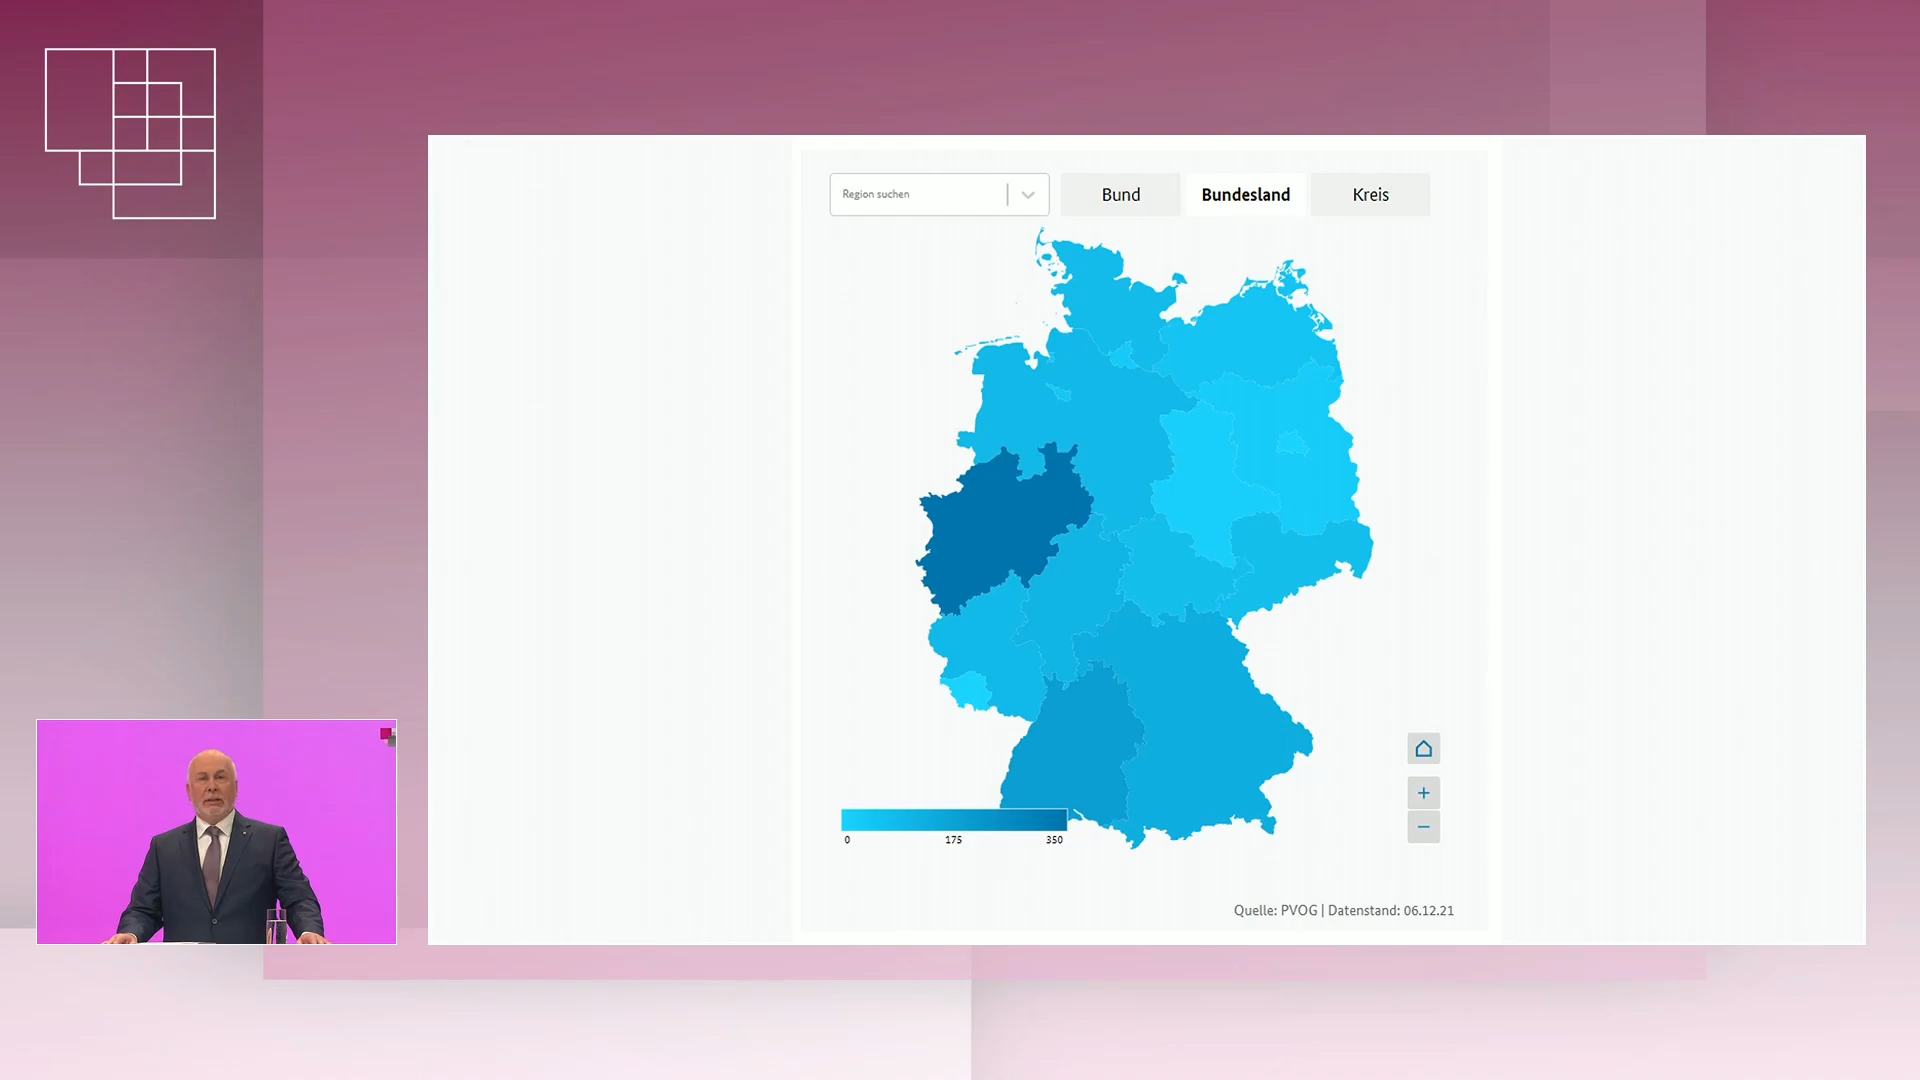 Region suchen
Bund
Bundesland
Kreis
0
175
350
Quelle: PVOG | Datenstand: 06.12.21